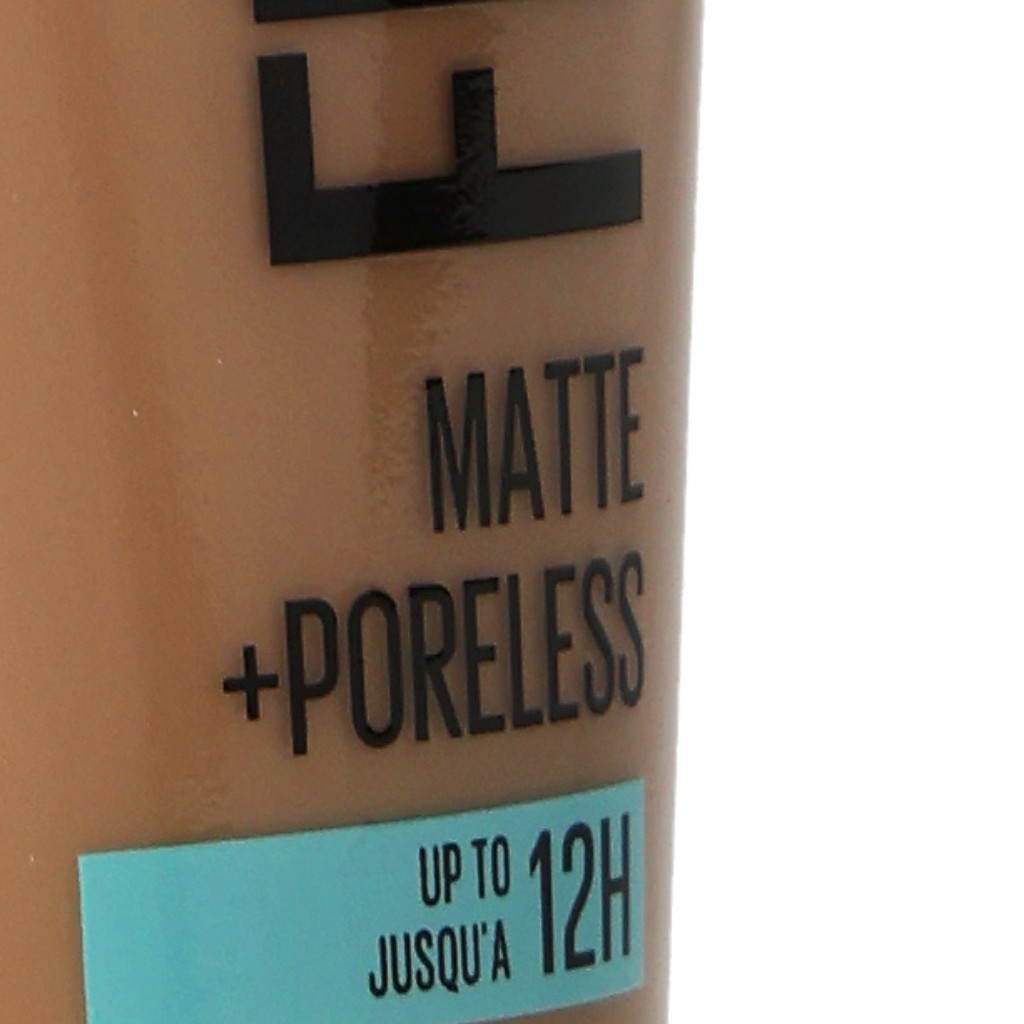 F
MATTE
+PORELESS
UP TO 12H
JUSQU'A